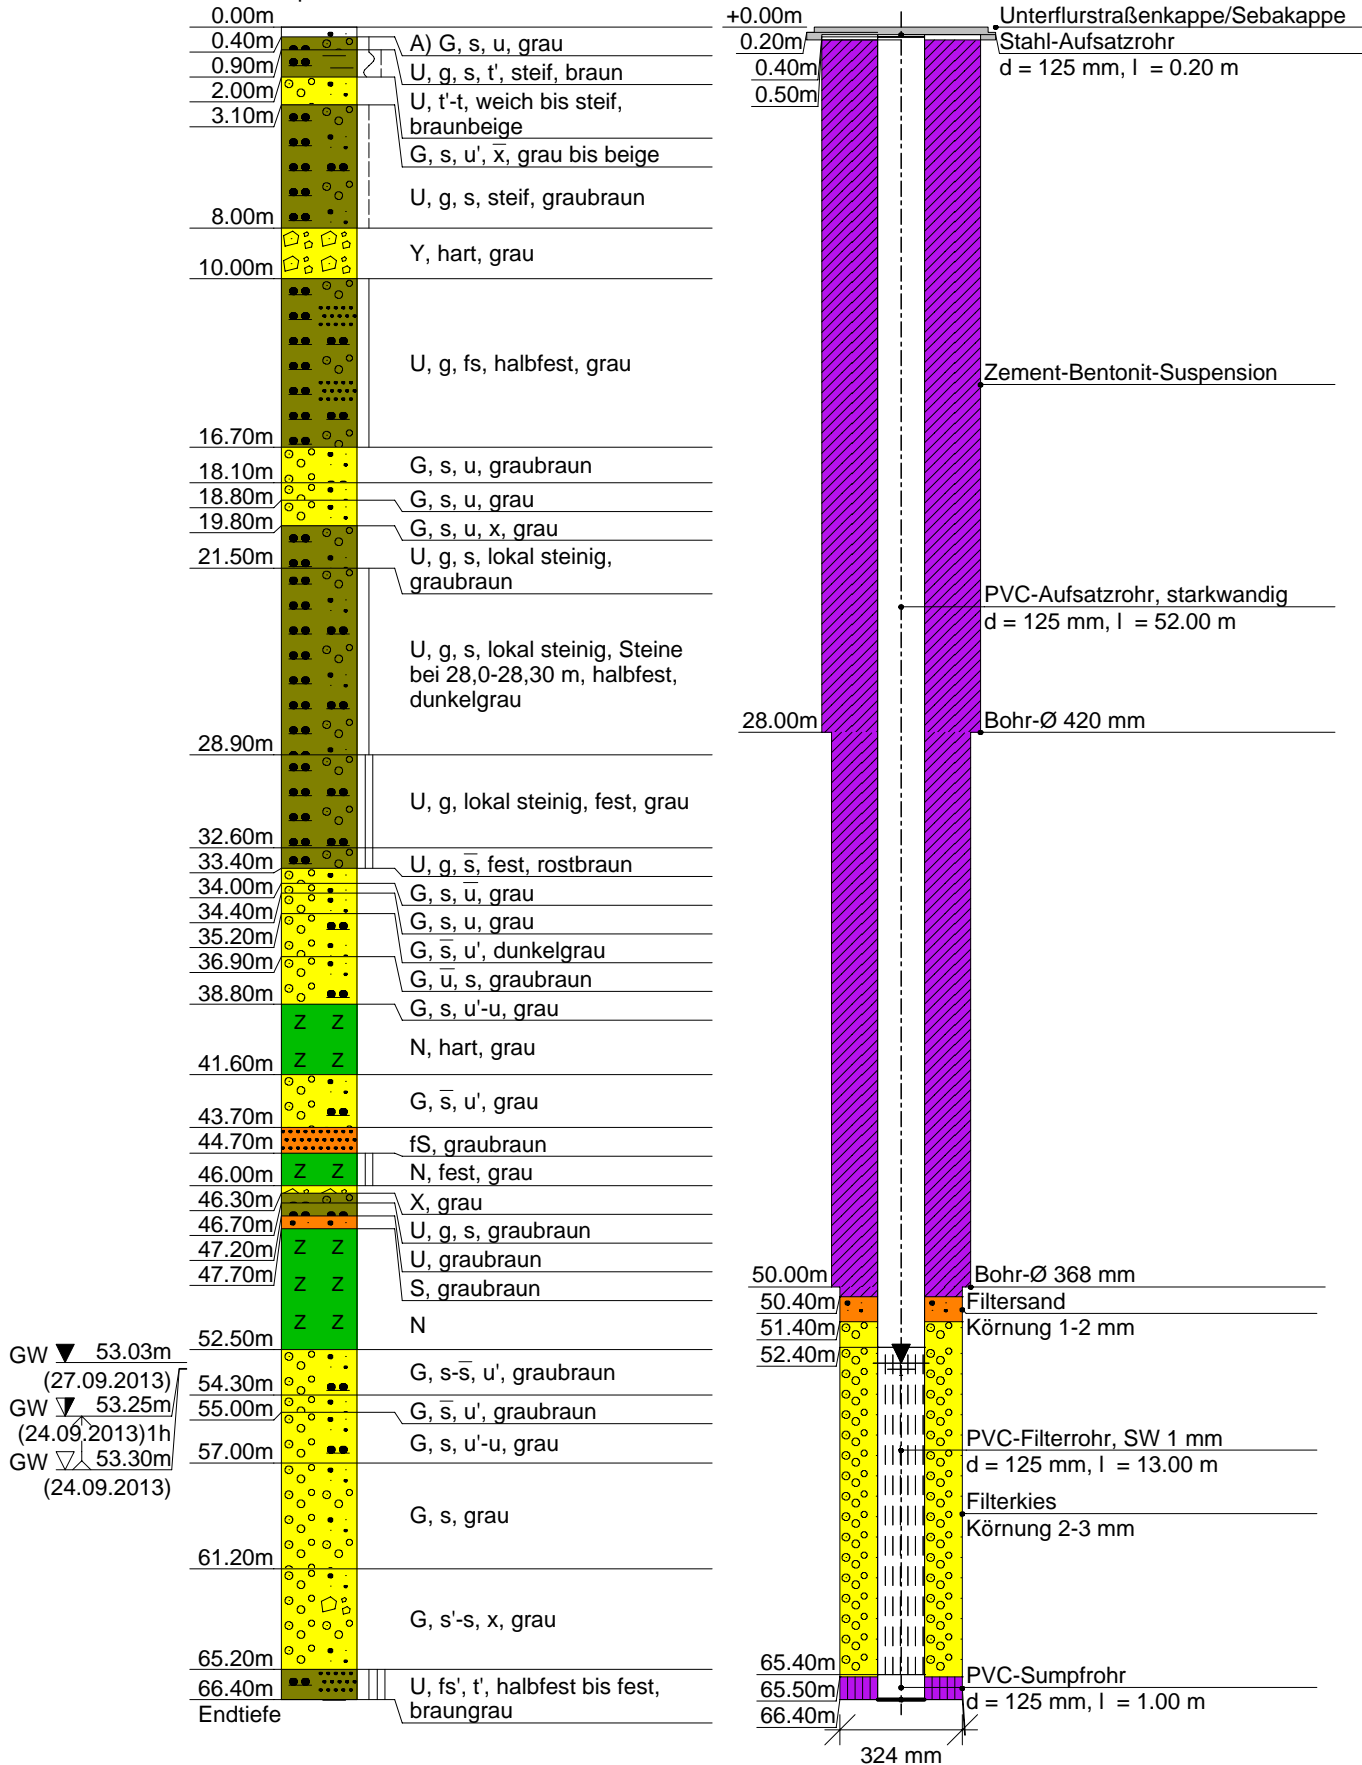 0.00m
0.40m
0.90m
2.00m
3.10m
8.00m
10.00m
16.70m
18.10m
18.80m
19.80m
21.50m
28.90m
32.60m
33.40m
34.00m
34.40m
35.20m
36.90m
38.80m
41.60m
43.70m
44.70m
46.00m
46.30m
46.70m
47.20m
47.70m
52.50m
54.30m
55.00m
57.00m
61.20m
65.20m
66.40m
Endtiefe
GW 53.03m
(27.09.2013)
GW 53.25m
(24.09.2013)1h
GW 53.30m
(24.09.2013)
A) G, s, u, grau
U, g, s, t', steif, braun
U, t'-t, weich bis steif,
braunbeige
G, s, u', x̅, grau bis beige
U, g, s, steif, graubraun
Y, hart, grau
U, g, fs, halbfest, grau
G, s, u, graubraun
G, s, u, grau
G, s, u, x, grau
U, g, s, lokal steinig,
graubraun
U, g, s, lokal steinig, Steine
bei 28,0-28,30 m, halbfest,
dunkelgrau
U, g, lokal steinig, fest, grau
U, g, s̅, fest, rostbraun
G, s, u̅, grau
G, s, u, grau
G, s̅, u', dunkelgrau
G, u̅, s, graubraun
G, s, u'-u, grau
N, hart, grau
G, s̅, u', grau
fS, graubraun
N, fest, grau
X, grau
U, g, s, graubraun
U, graubraun
S, graubraun
N
G, s-s̅, u', graubraun
G, s̅, u', graubraun
G, s, u'-u, grau
G, s, grau
G, s'-s, x, grau
U, fs', t', halbfest bis fest,
braungrau
Z Z
Z Z
Z Z
Z Z
Z Z
Z Z
+0.00m
0.20m
0.40m
0.50m
28.00m
50.00m
50.40m
51.40m
52.40m
65.40m
65.50m
66.40m
324 mm
Unterflurstraßenkappe/Sebakappe
Stahl-Aufsatzrohr
d = 125 mm, l = 0.20 m
Zement-Bentonit-Suspension
PVC-Aufsatzrohr, starkwandig
d = 125 mm, l = 52.00 m
Bohr-Ø 420 mm
Bohr-Ø 368 mm
Filtersand
Körnung 1-2 mm
PVC-Filterrohr, SW 1 mm
d = 125 mm, l = 13.00 m
Filterkies
Körnung 2-3 mm
PVC-Sumpfrohr
d = 125 mm, l = 1.00 m